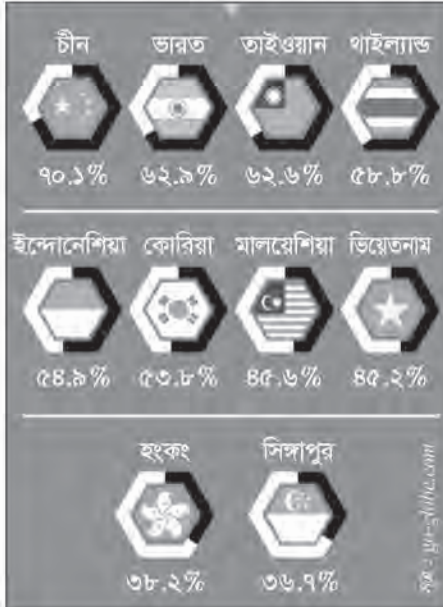 চীন ভারত তাইওয়ান থাইল্যান্ড
৭০.১% ৬২.৯% ৬২.৬% ৫৮.৮%
ইন্দোনেশিয়া কোরিয়া মালয়েশিয়া ভিয়েতনাম
৫৪.৯% ৫৩.৮% ৪৫.৬% ৪৫.২%
হংকং সিঙ্গাপুর
৩৮.২% ৩৬.৭%